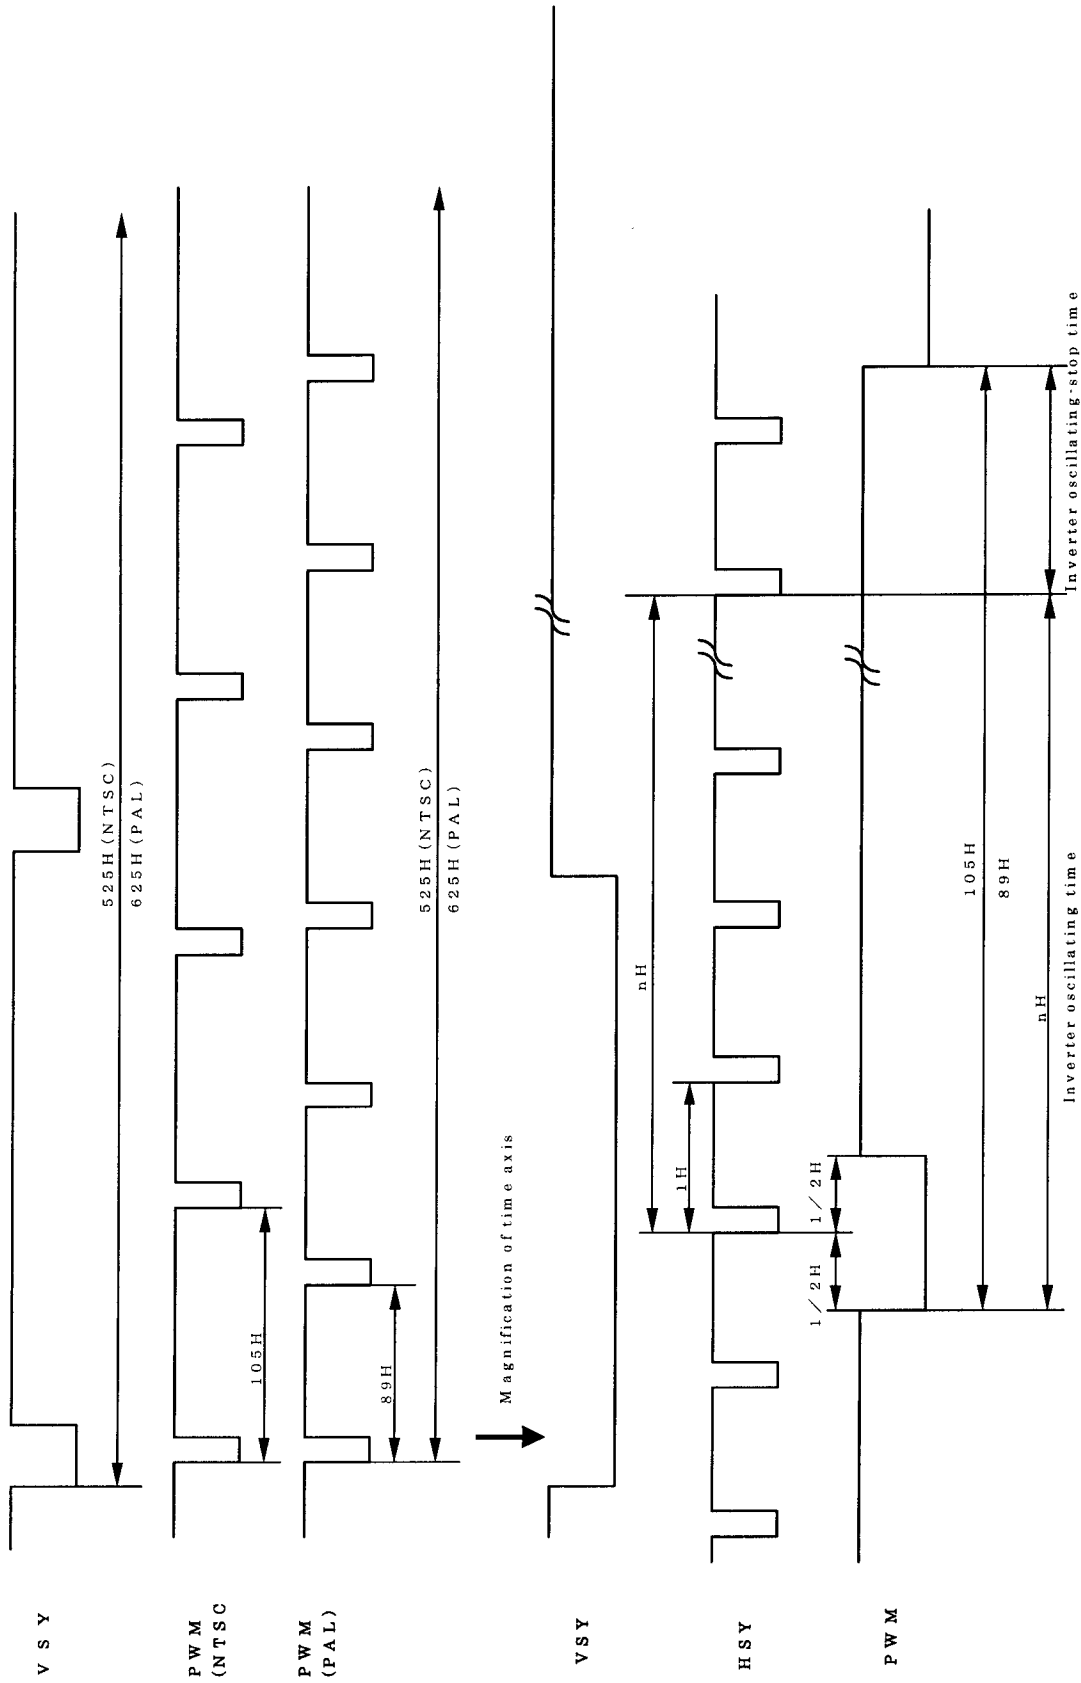 VSY
525H(NTSC)
625H(PAL)
PWM
(NTSC
105H
PWM
(PAL)
89H
525H(NTSC)
625H(PAL)
Magnification of time axis
VSY
nH
1H
HSY
1/2H
1/2H
PWM
105H
89H
nH
Inverter oscillating time
Inverter oscillating-stop time